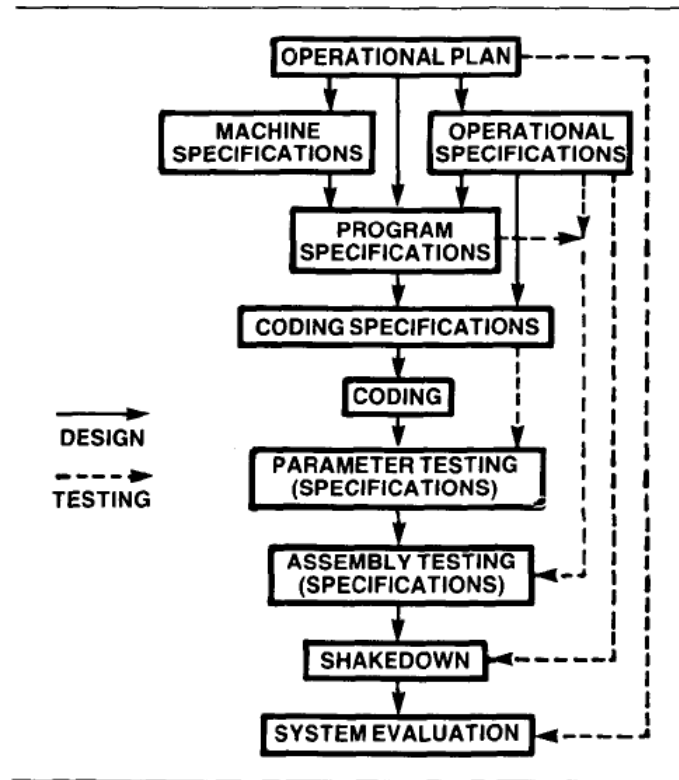 OPERATIONAL PLAN
MACHINE
SPECIFICATIONS
OPERATIONAL
SPECIFICATIONS
PROGRAM
SPECIFICATIONS
CODING SPECIFICATIONS
CODING
DESIGN
TESTING
PARAMETER TESTING
(SPECIFICATIONS)
ASSEMBLY TESTING
(SPECIFICATIONS)
SHAKEDOWN
SYSTEM EVALUATION